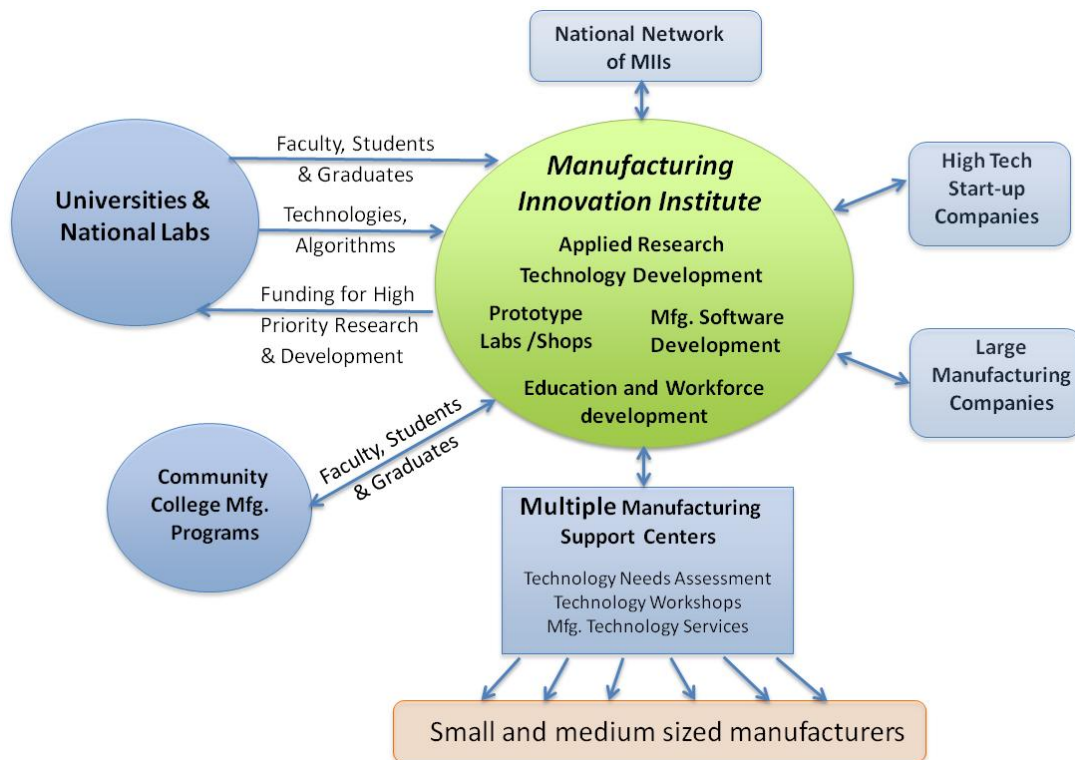 National Network
of MIIs
Faculty, Students
& Graduates
Universities &
National Labs
Technologies,
Algorithms
Funding for High
Priority Research
& Development
Manufacturing
Innovation Institute
Applied Research
Technology Development
Prototype
Labs /Shops
Mfg. Software
Development
Education and Workforce
development
High Tech
Start-up
Companies
Large
Manufacturing
Companies
Faculty, Students
& Graduates
Community
College Mfg.
Programs
Multiple Manufacturing
Support Centers
Technology Needs Assessment
Technology Workshops
Mfg. Technology Services
Small and medium sized manufacturers